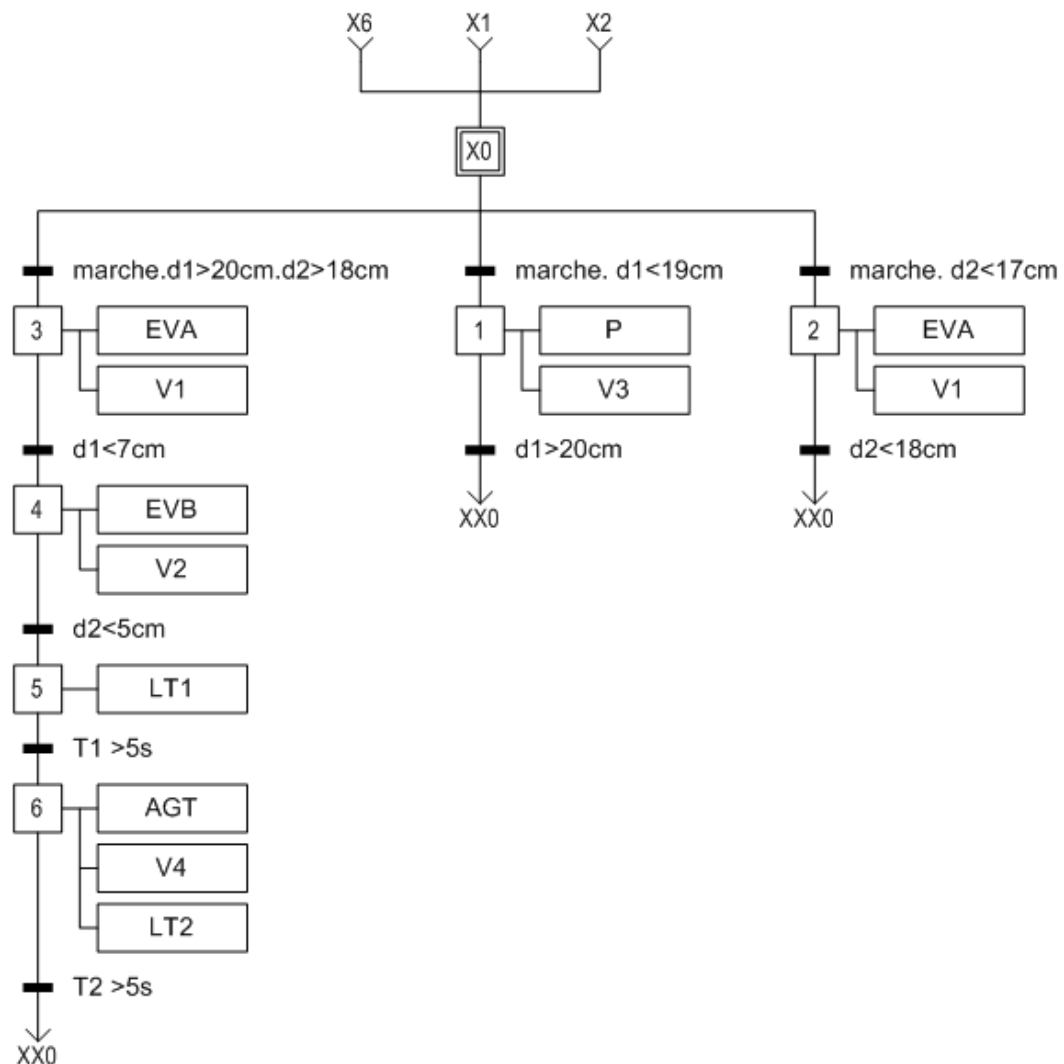 X6 X1 X2
X0
marche.d1>20cm.d2>18cm marche. d1<19cm marche. d2<17cm
3 EVA 1 P 2 EVA
V1 V3 V1
d1<7cm d1>20cm d2<18cm
4 EVB XX0 XX0
V2
d2<5cm
5 LT1
T1 >5s
6 AGT
V4
LT2
T2 >5s
XX0